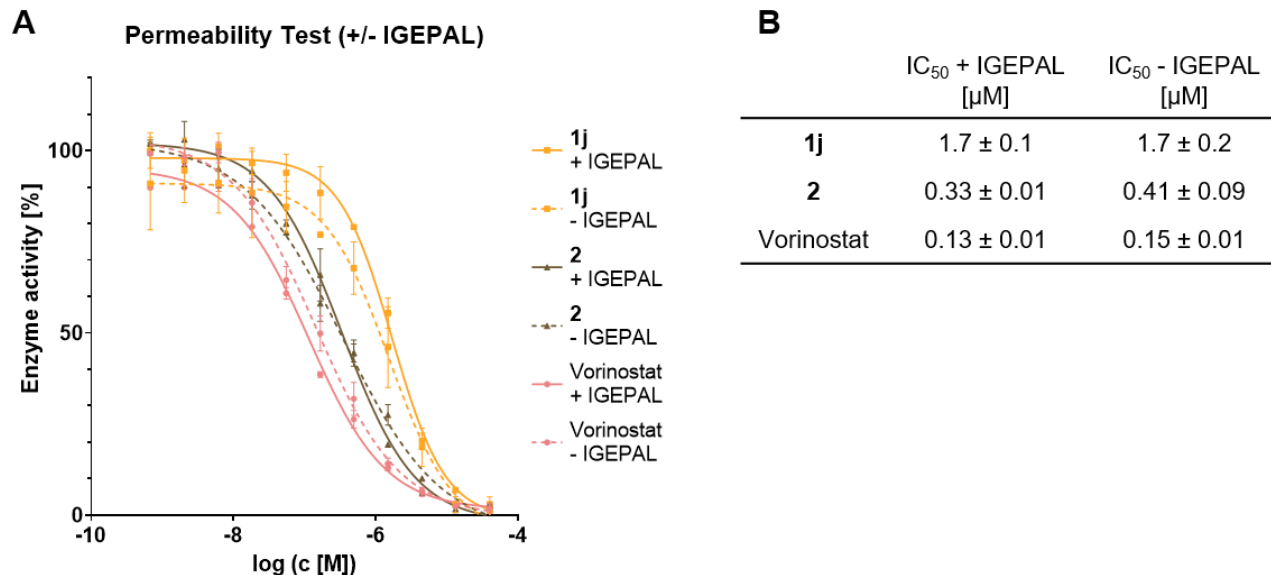 A
Permeability Test (+/- IGEPAL)
Enzyme activity [%]
100
50
0
-10
-8
-6
-4
log (c [M])
1j
+ IGEPAL
1j
- IGEPAL
2
+ IGEPAL
2
- IGEPAL
Vorinostat
+ IGEPAL
Vorinostat
- IGEPAL
B
IC₅₀ + IGEPAL IC₅₀ - IGEPAL
[µM] [µM]
1j 1.7 ± 0.1 1.7 ± 0.2
2 0.33 ± 0.01 0.41 ± 0.09
Vorinostat 0.13 ± 0.01 0.15 ± 0.01